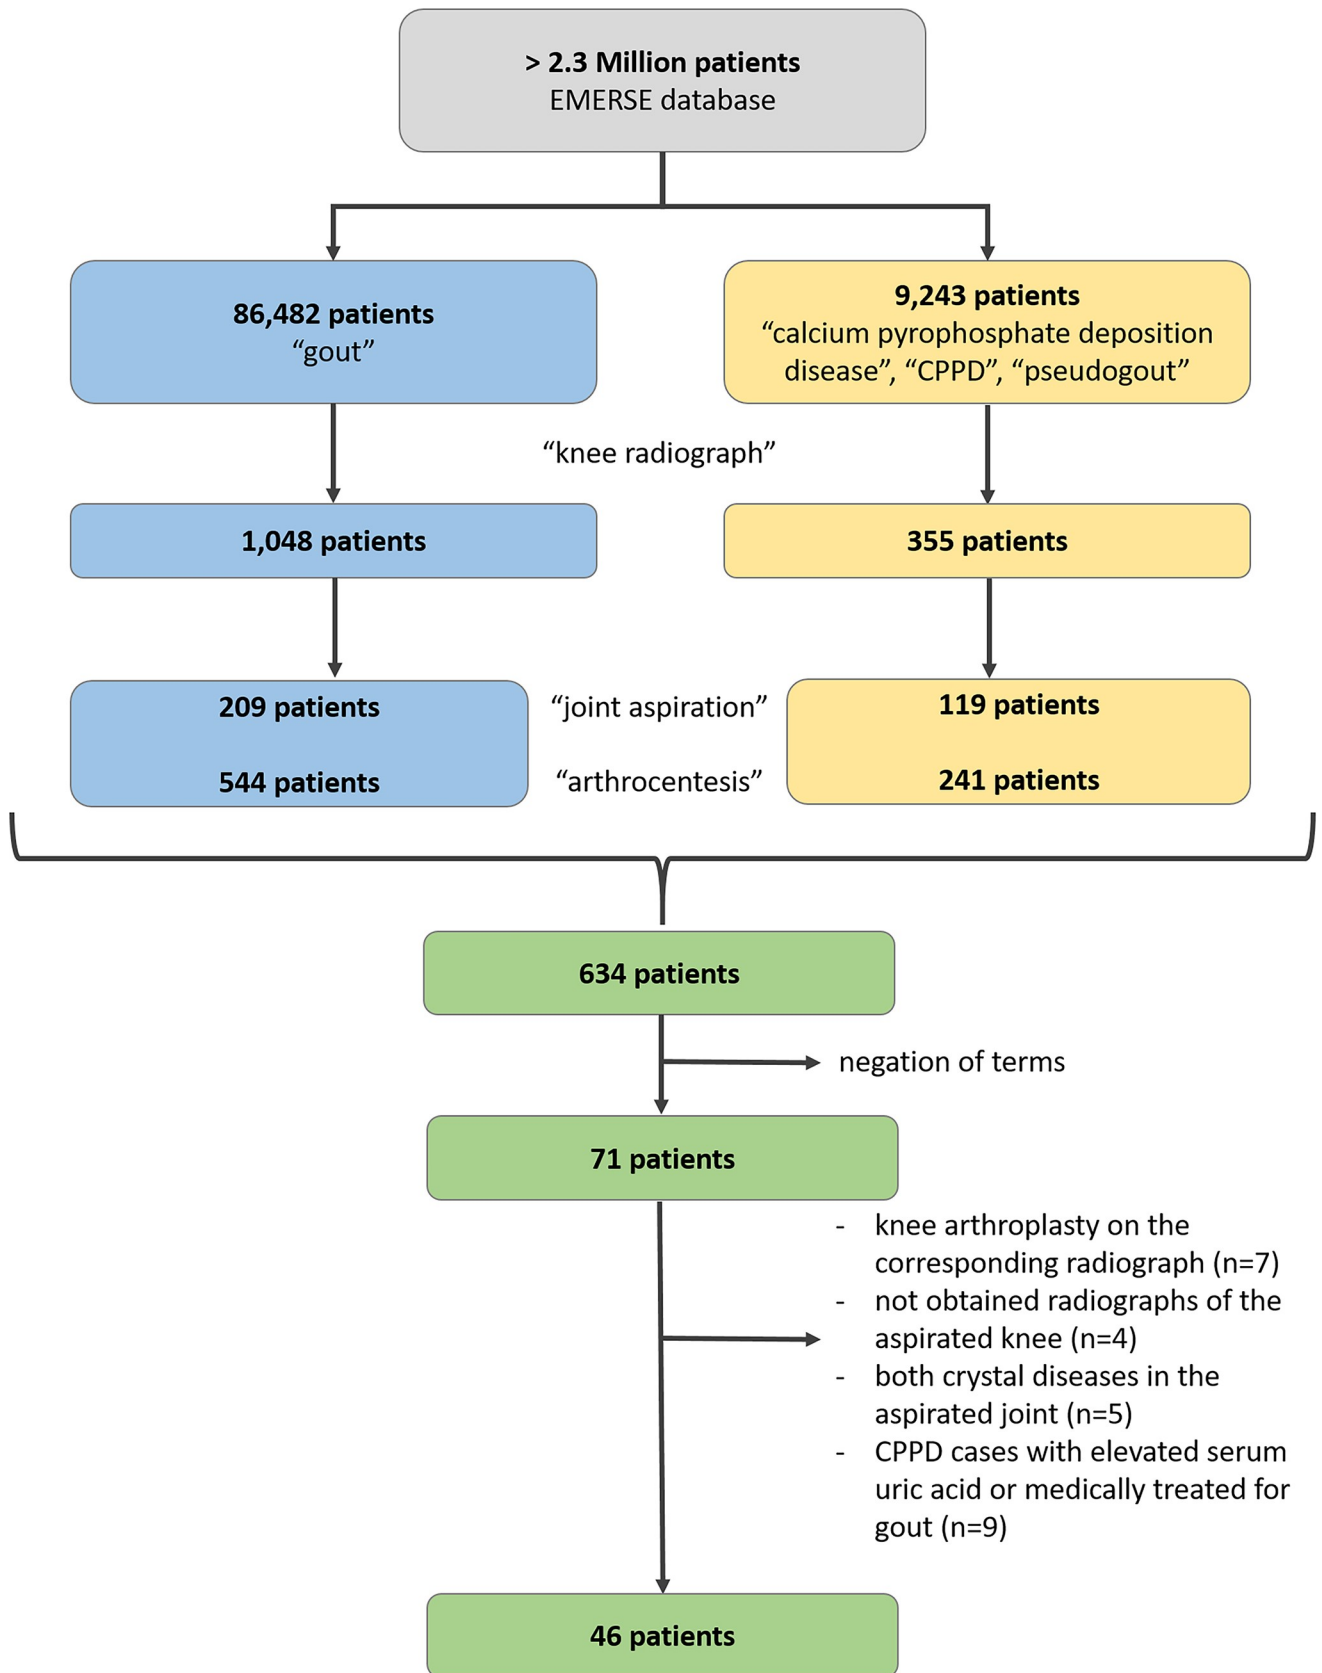 > 2.3 Million patients
EMERSE database
86,482 patients
“gout”
9,243 patients
“calcium pyrophosphate deposition
disease”, “CPPD”, “pseudogout”
“knee radiograph”
1,048 patients
355 patients
209 patients
“joint aspiration”
119 patients
544 patients
“arthrocentesis”
241 patients
634 patients
negation of terms
71 patients
- knee arthroplasty on the
corresponding radiograph (n=7)
- not obtained radiographs of the
aspirated knee (n=4)
- both crystal diseases in the
aspirated joint (n=5)
- CPPD cases with elevated serum
uric acid or medically treated for
gout (n=9)
46 patients